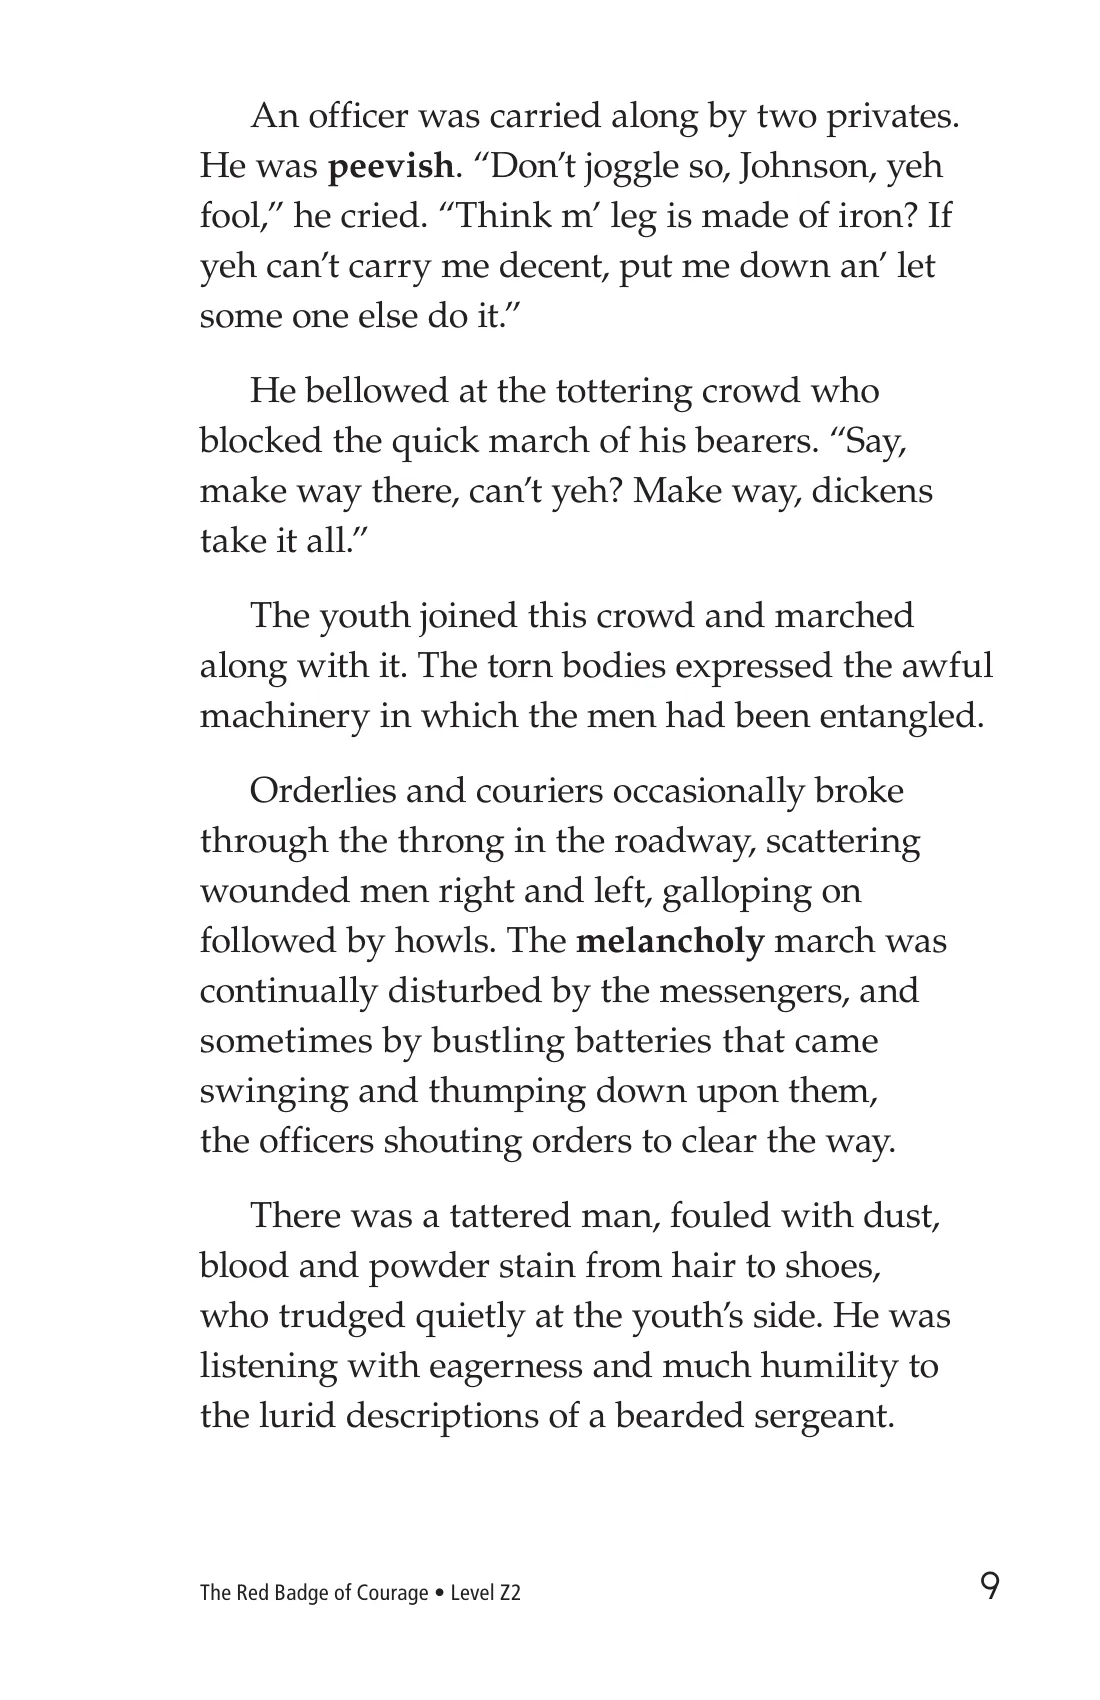 An officer was carried along by two privates.
He was peevish. “Don’t joggle so, Johnson, yeh
fool,” he cried. “Think m’ leg is made of iron? If
yeh can’t carry me decent, put me down an’ let
some one else do it.”
He bellowed at the tottering crowd who
blocked the quick march of his bearers. “Say,
make way there, can’t yeh? Make way, dickens
take it all.”
The youth joined this crowd and marched
along with it. The torn bodies expressed the awful
machinery in which the men had been entangled.
Orderlies and couriers occasionally broke
through the throng in the roadway, scattering
wounded men right and left, galloping on
followed by howls. The melancholy march was
continually disturbed by the messengers, and
sometimes by bustling batteries that came
swinging and thumping down upon them,
the officers shouting orders to clear the way.
There was a tattered man, fouled with dust,
blood and powder stain from hair to shoes,
who trudged quietly at the youth’s side. He was
listening with eagerness and much humility to
the lurid descriptions of a bearded sergeant.
The Red Badge of Courage • Level Z2
9